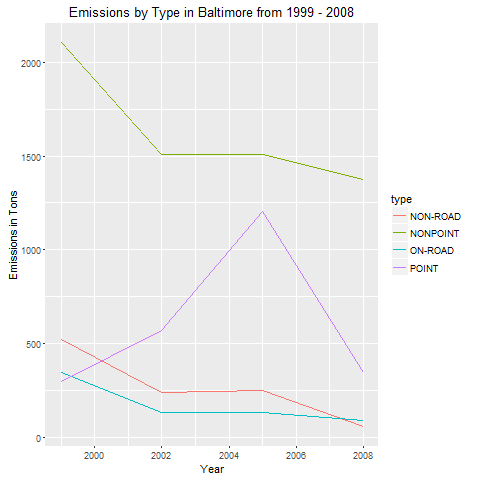 Emissions by Type in Baltimore from 1999 - 2008
Emissions in Tons
2000
1500
1000
500
0
2000
2002
2004
2006
2008
Year
type
NON-ROAD
NONPOINT
ON-ROAD
POINT